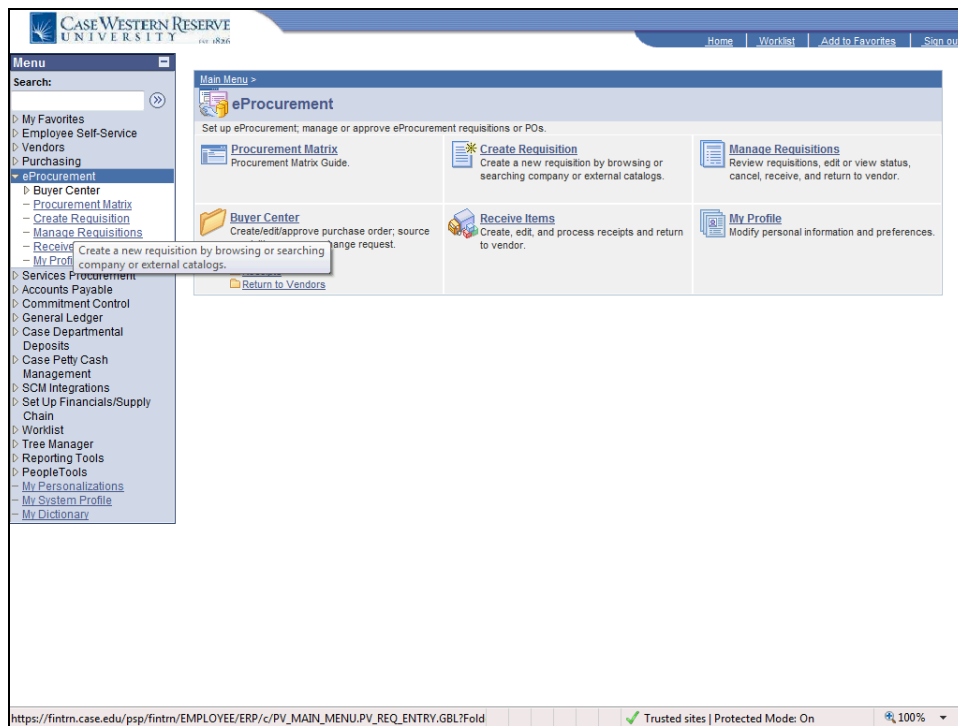 CASE WESTERN RESERVE
UNIVERSITY EST. 1826
Home Worklist Add to Favorites Sign ou
Menu
Search:
My Favorites
Employee Self-Service
Vendors
Purchasing
eProcurement
Buyer Center
Procurement Matrix
Create Requisition
Manage Requisitions
Receive
My Profi
Create a new requisition by browsing or searching
company or external catalogs.
Services Procurement
Accounts Payable
Commitment Control
General Ledger
Case Departmental
Deposits
Case Petty Cash
Management
SCM Integrations
Set Up Financials/Supply
Chain
Worklist
Tree Manager
Reporting Tools
PeopleTools
My Personalizations
My System Profile
My Dictionary
Main Menu >
eProcurement
Set up eProcurement; manage or approve eProcurement requisitions or POs.
Procurement Matrix
Procurement Matrix Guide.
Create Requisition
Create a new requisition by browsing or
searching company or external catalogs.
Manage Requisitions
Review requisitions, edit or view status,
cancel, receive, and return to vendor.
Buyer Center
Create/edit/approve purchase order; source
ange request.
Return to Vendors
Receive Items
Create, edit, and process receipts and return
to vendor.
My Profile
Modify personal information and preferences.
https://fintrn.case.edu/psp/fintrn/EMPLOYEE/ERP/c/PV_MAIN_MENU.PV_REQ_ENTRY.GBL?Fold
Trusted sites | Protected Mode: On
100%